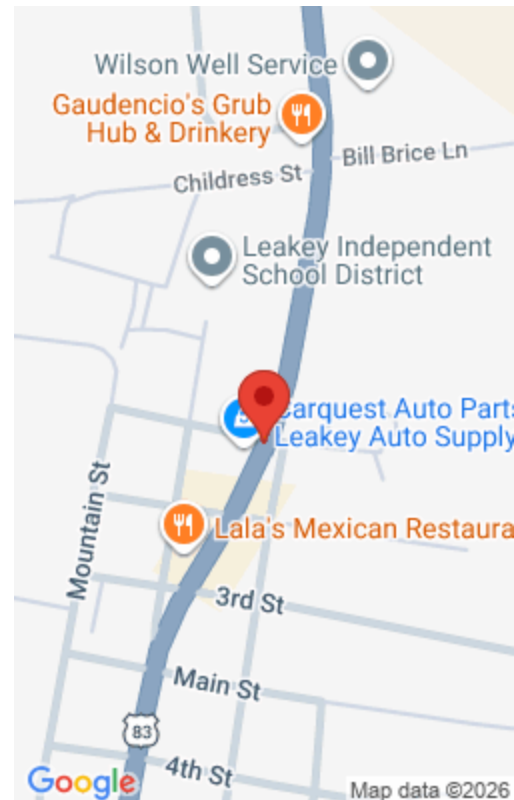 Wilson Well Service
Gaudencio's Grub
Hub & Drinkery
Bill Brice Ln
Childress St
Leakey Independent
School District
Carquest Auto Parts
Leakey Auto Supply
Mountain St
Lala's Mexican Restaura
3rd St
Main St
83
4th St
Google
Map data ©2026